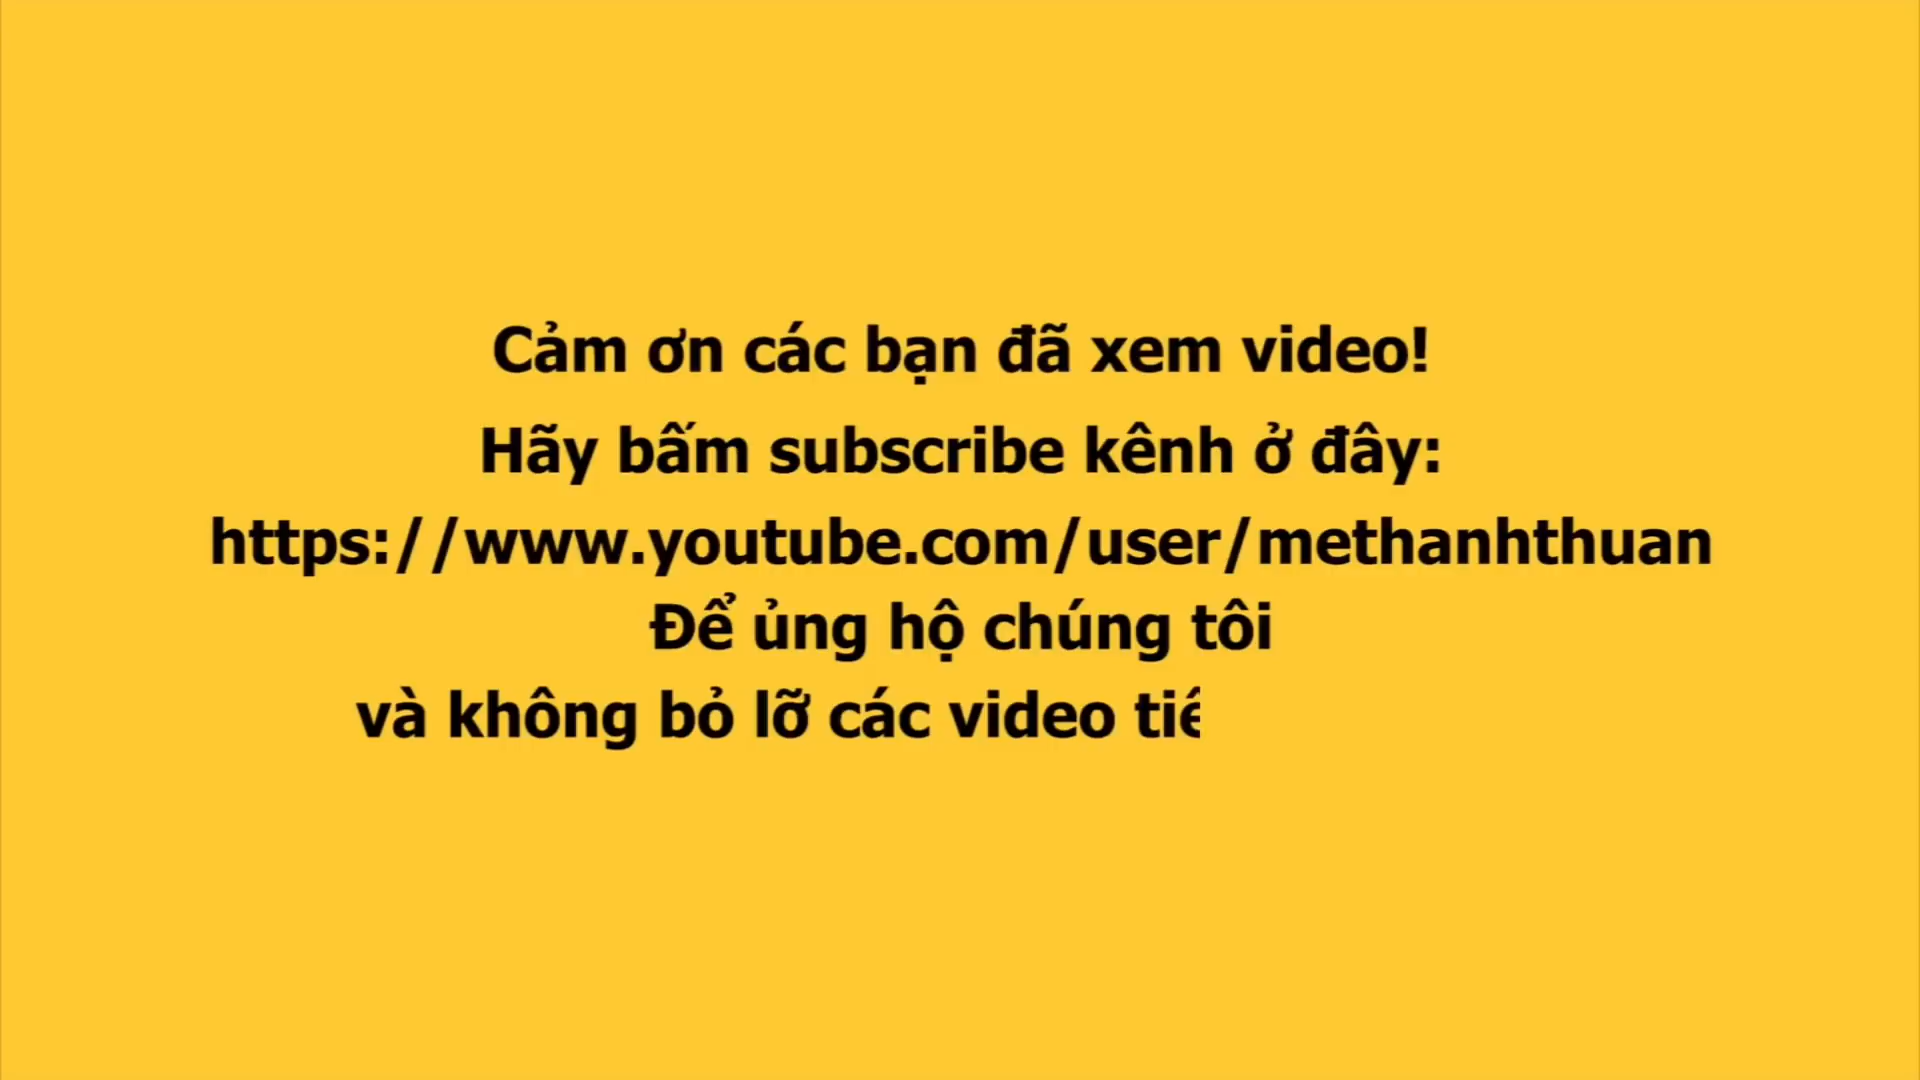 Cảm ơn các bạn đã xem video!
Hãy bấm subscribe kênh ở đây:
https://www.youtube.com/user/methanhthuan
Để ủng hộ chúng tôi
và không bỏ lỡ các video